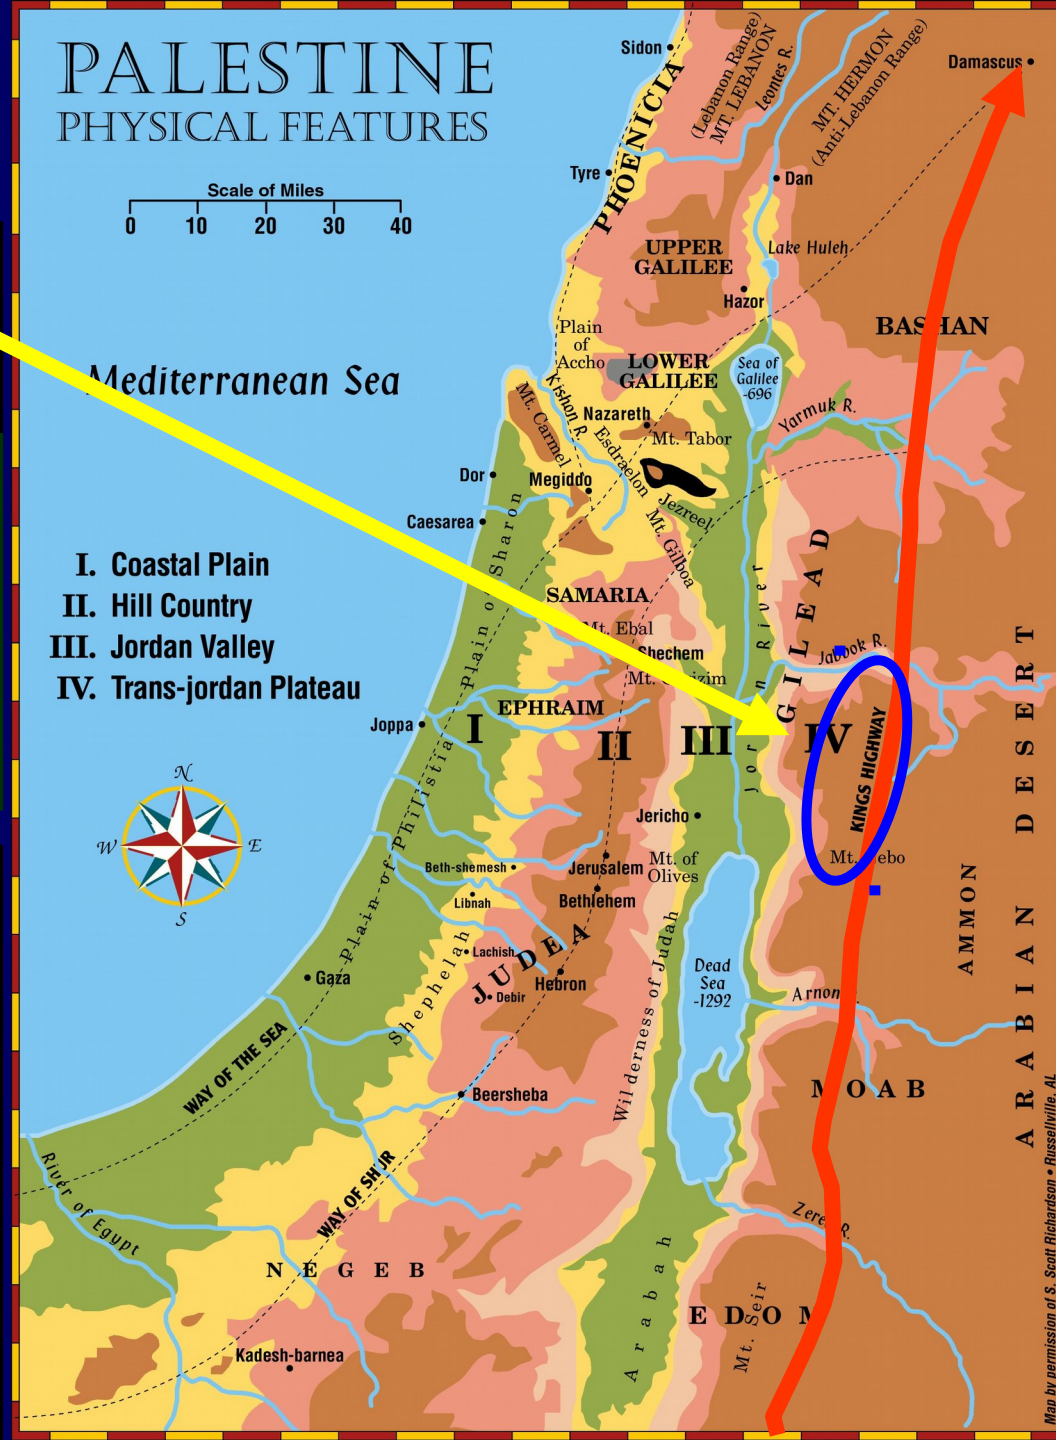 PALESTINE
PHYSICAL FEATURES
Scale of Miles
0 10 20 30 40
Sidon
Damascus
(Lebanon Range)
MT. LEBANON
Leontes R.
MT. HERMON
(Anti-Lebanon Range)
PHOENICIA
Tyre
Dan
UPPER
GALILEE
Lake Huleh
Hazor
BASHAN
Plain
of
Accho
LOWER
GALILEE
Sea of
Galilee
-696
Mediterranean Sea
Kishon R.
Mt. Carmel
Nazareth
Mt. Tabor
Yarmuk R.
Esdraelon
Dor
Megiddo
Jezreel
Caesarea
Mt. Gilboa
Plain of Sharon
I. Coastal Plain
II. Hill Country
III. Jordan Valley
IV. Trans-jordan Plateau
SAMARIA
Mt. Ebal
Shechem
Mt. Gerizim
Jordan River
GILEAD
Jabbok R.
EPHRAIM
Joppa
I
II
III
IV
KINGS HIGHWAY
N
W
E
S
Plain of Philistia
Jericho
Mt. Nebo
Beth-shemesh
Jerusalem
Mt. of
Olives
Libnah
Bethlehem
AMMON
ARABIAN DESERT
Lachish
JUDEA
Shephelah
Debir
Hebron
Gaza
Wilderness of Judah
Dead
Sea
-1292
Arnon
WAY OF THE SEA
MOAB
Beersheba
River of Egypt
WAY OF SHUR
Zered R.
NEGEB
Arabah
EDOM
Mt. Seir
Kadesh-barnea
Map by permission of S. Scott Richardson • Russellville, AL